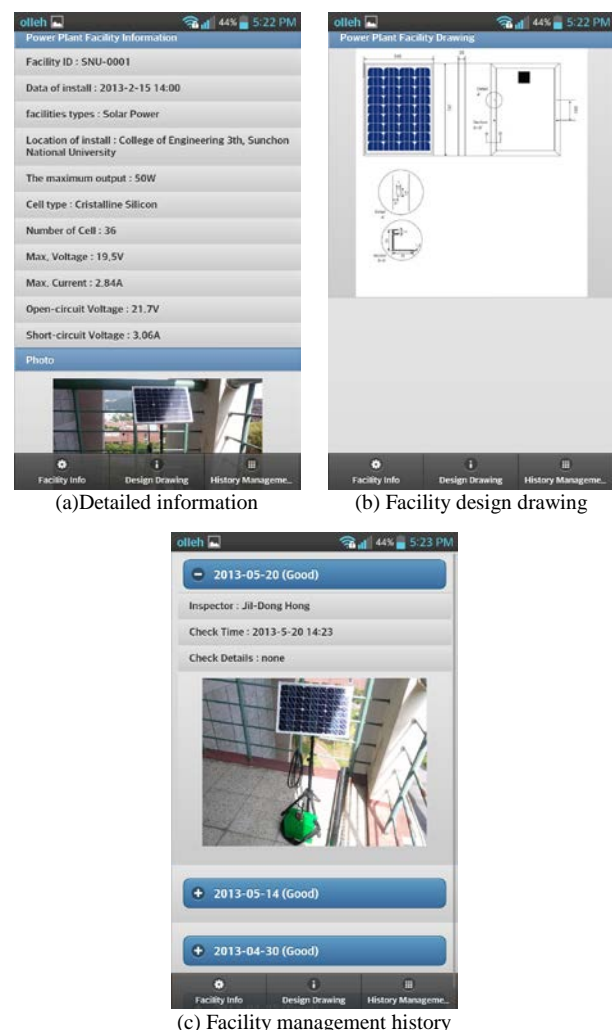 olleh 44% 5:22 PM
Power Plant Facility Information
Facility ID : SNU-0001
Data of install : 2013-2-15 14:00
facilities types : Solar Power
Location of install : College of Engineering 3th, Sunchon
National University
The maximum output : 50W
Cell type : Cristalline Silicon
Number of Cell : 36
Max, Voltage : 19,5V
Max. Current : 2.84A
Open-circuit Voltage : 21.7V
Short-circuit Voltage : 3.06A
Photo
Facility Info Design Drawing History Manageme...
(a)Detailed information
olleh 44% 5:22 PM
Power Plant Facility Drawing
Facility Info Design Drawing History Manageme...
(b) Facility design drawing
olleh 44% 5:23 PM
2013-05-20 (Good)
Inspector : Jil-Dong Hong
Check Time : 2013-5-20 14:23
Check Details : none
2013-05-14 (Good)
2013-04-30 (Good)
Facility Info Design Drawing History Manageme...
(c) Facility management history